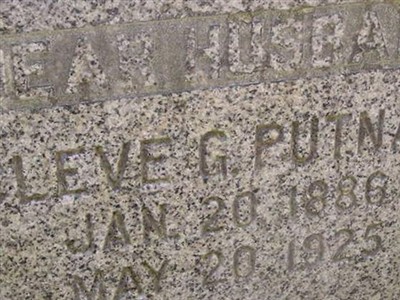 EAR HUSBA
LEVE G. PUTNA
JAN. 20 1886
MAY 20 1925